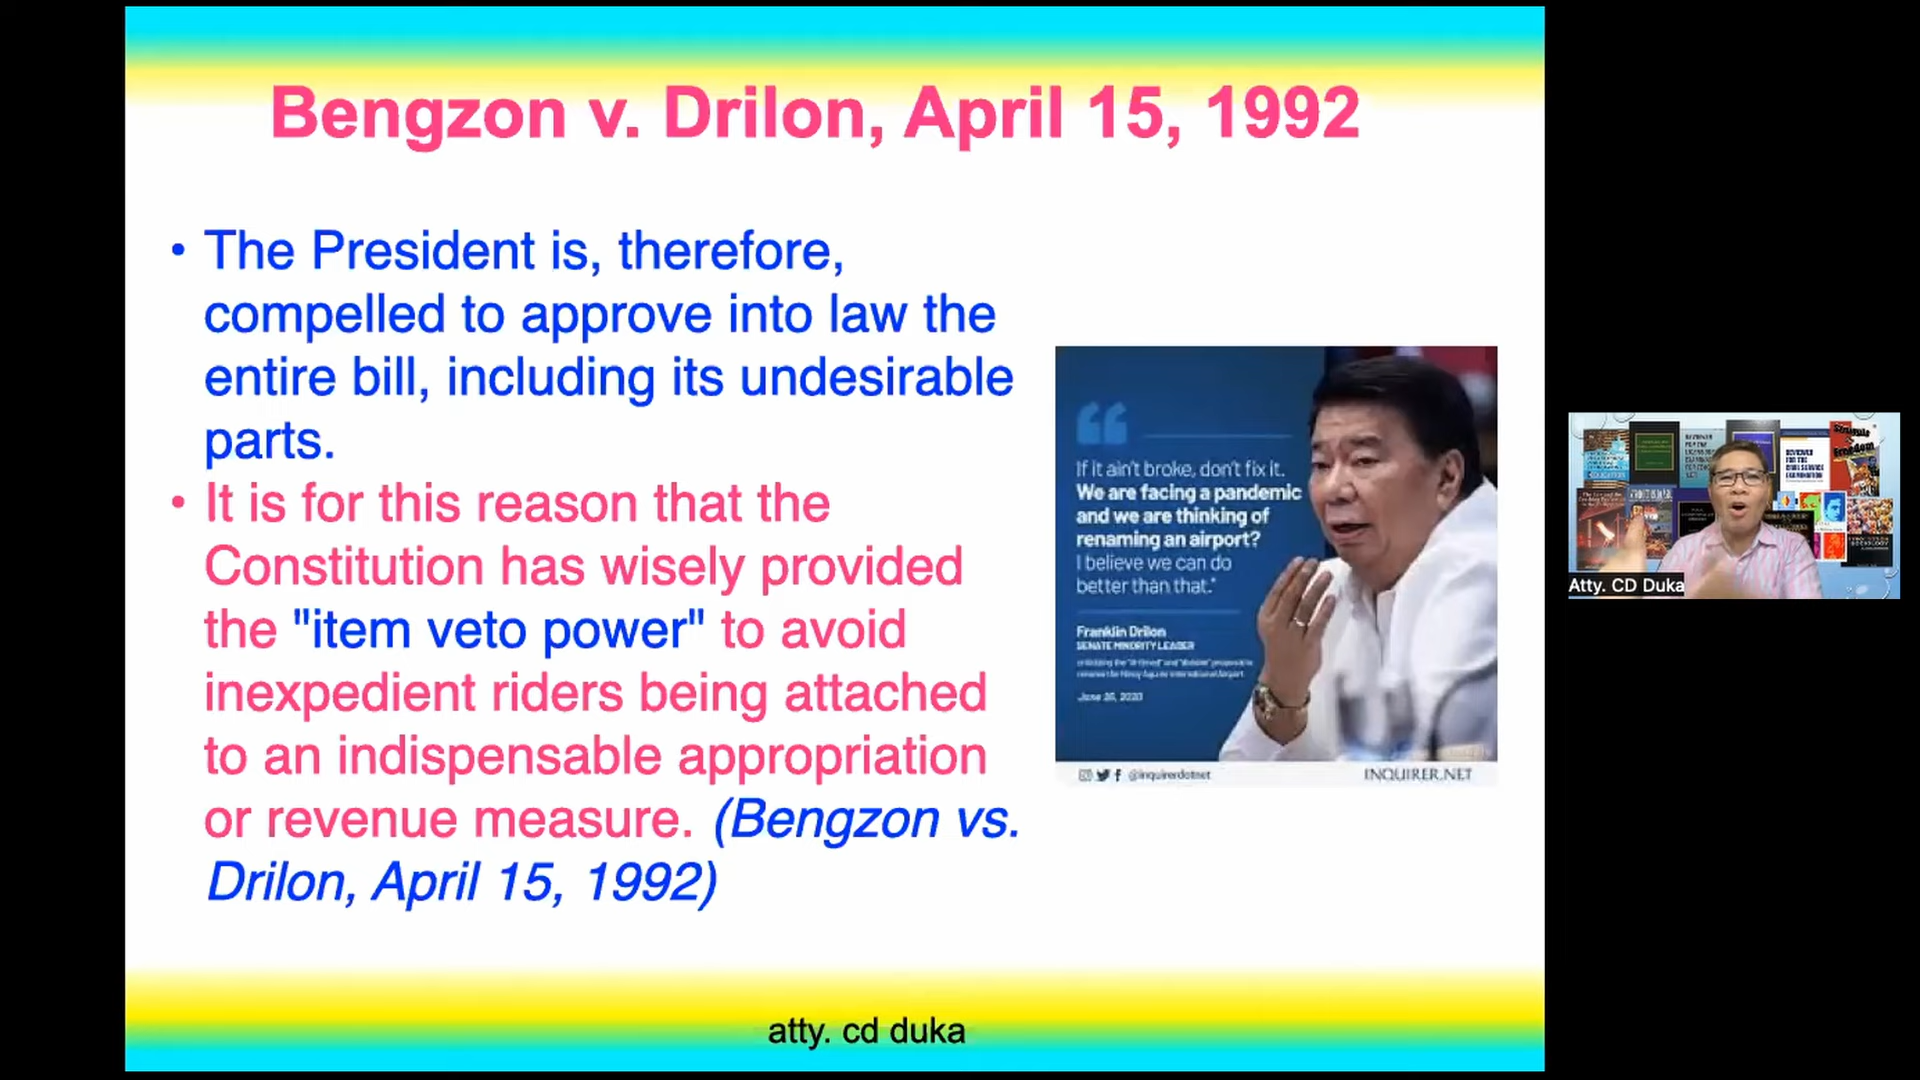 Bengzon v. Drilon, April 15, 1992
• The President is, therefore,
compelled to approve into law the
entire bill, including its undesirable
parts.
• It is for this reason that the
Constitution has wisely provided
the "item veto power" to avoid
inexpedient riders being attached
to an indispensable appropriation
or revenue measure. (Bengzon vs.
Drilon, April 15, 1992)
If it ain't broke, don't fix it.
We are facing a pandemic
and we are thinking of
renaming an airport?
I believe we can do
better than that."
Franklin Drilon
SENATE MINORITY LEADER
June 26, 2020
@inquirerdotnet
INQUIRER.NET
Atty. CD Duka
atty. cd duka